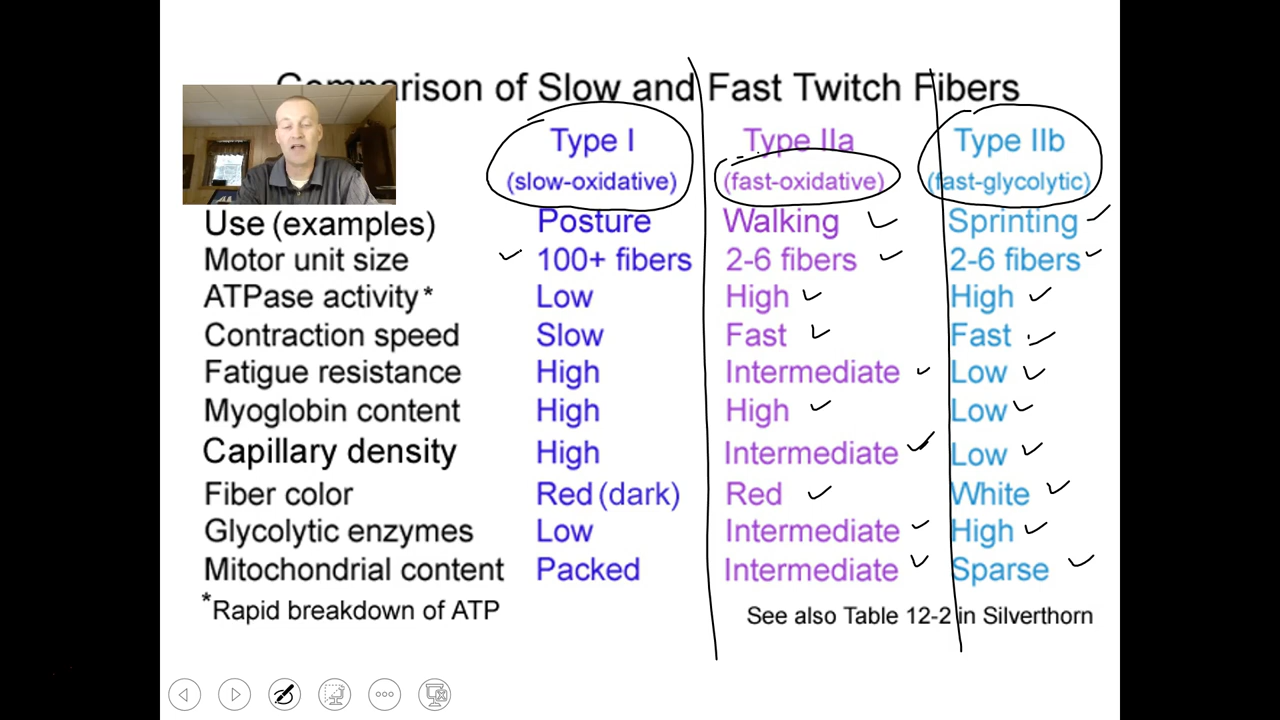 Comparison of Slow and Fast Twitch Fibers
Type I Type IIa Type IIb
(slow-oxidative) (fast-oxidative) (fast-glycolytic)
Use (examples) Posture Walking Sprinting
Motor unit size 100+ fibers 2-6 fibers 2-6 fibers
ATPase activity* Low High High
Contraction speed Slow Fast Fast
Fatigue resistance High Intermediate Low
Myoglobin content High High Low
Capillary density High Intermediate Low
Fiber color Red (dark) Red White
Glycolytic enzymes Low Intermediate High
Mitochondrial content Packed Intermediate Sparse
*Rapid breakdown of ATP
See also Table 12-2 in Silverthorn